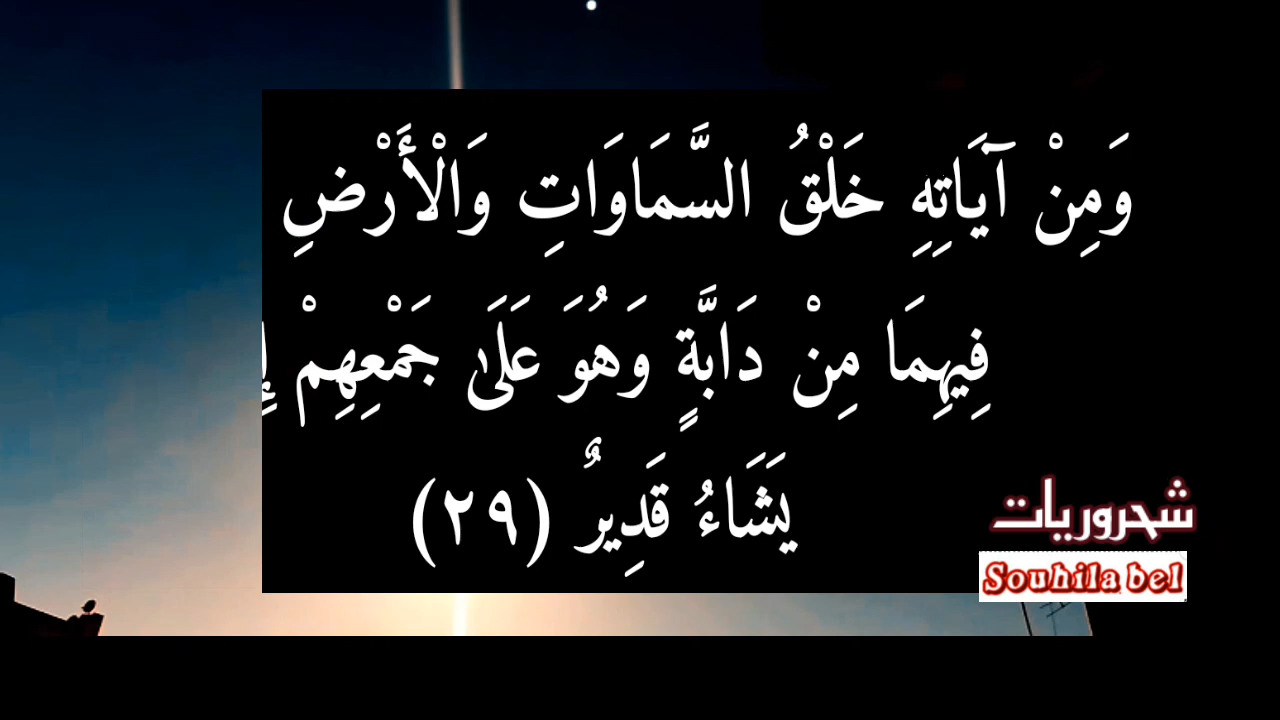 وَمِنْ آيَاتِهِ خَلْقُ السَّمَاوَاتِ وَالْأَرْضِ
فِيهِمَا مِنْ دَابَّةٍ وَهُوَ عَلَىٰ جَمْعِهِمْ
يَشَاءُ قَدِيرٌ (٢٩)
شحروريات
Souhila bel